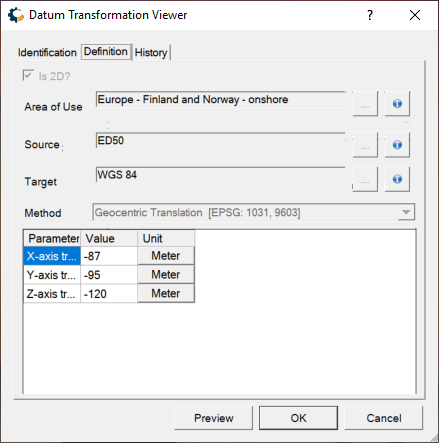 Datum Transformation Viewer
Identification Definition History
Is 2D?
Area of Use Europe - Finland and Norway - onshore ...
Source: ED50 ...
Target WGS 84 ...
Method Geocentric Translation [EPSG: 1031, 9603]
Parameter Value Unit
X-axis tr... -87 Meter
Y-axis tr... -95 Meter
Z-axis tr... -120 Meter
Preview OK Cancel